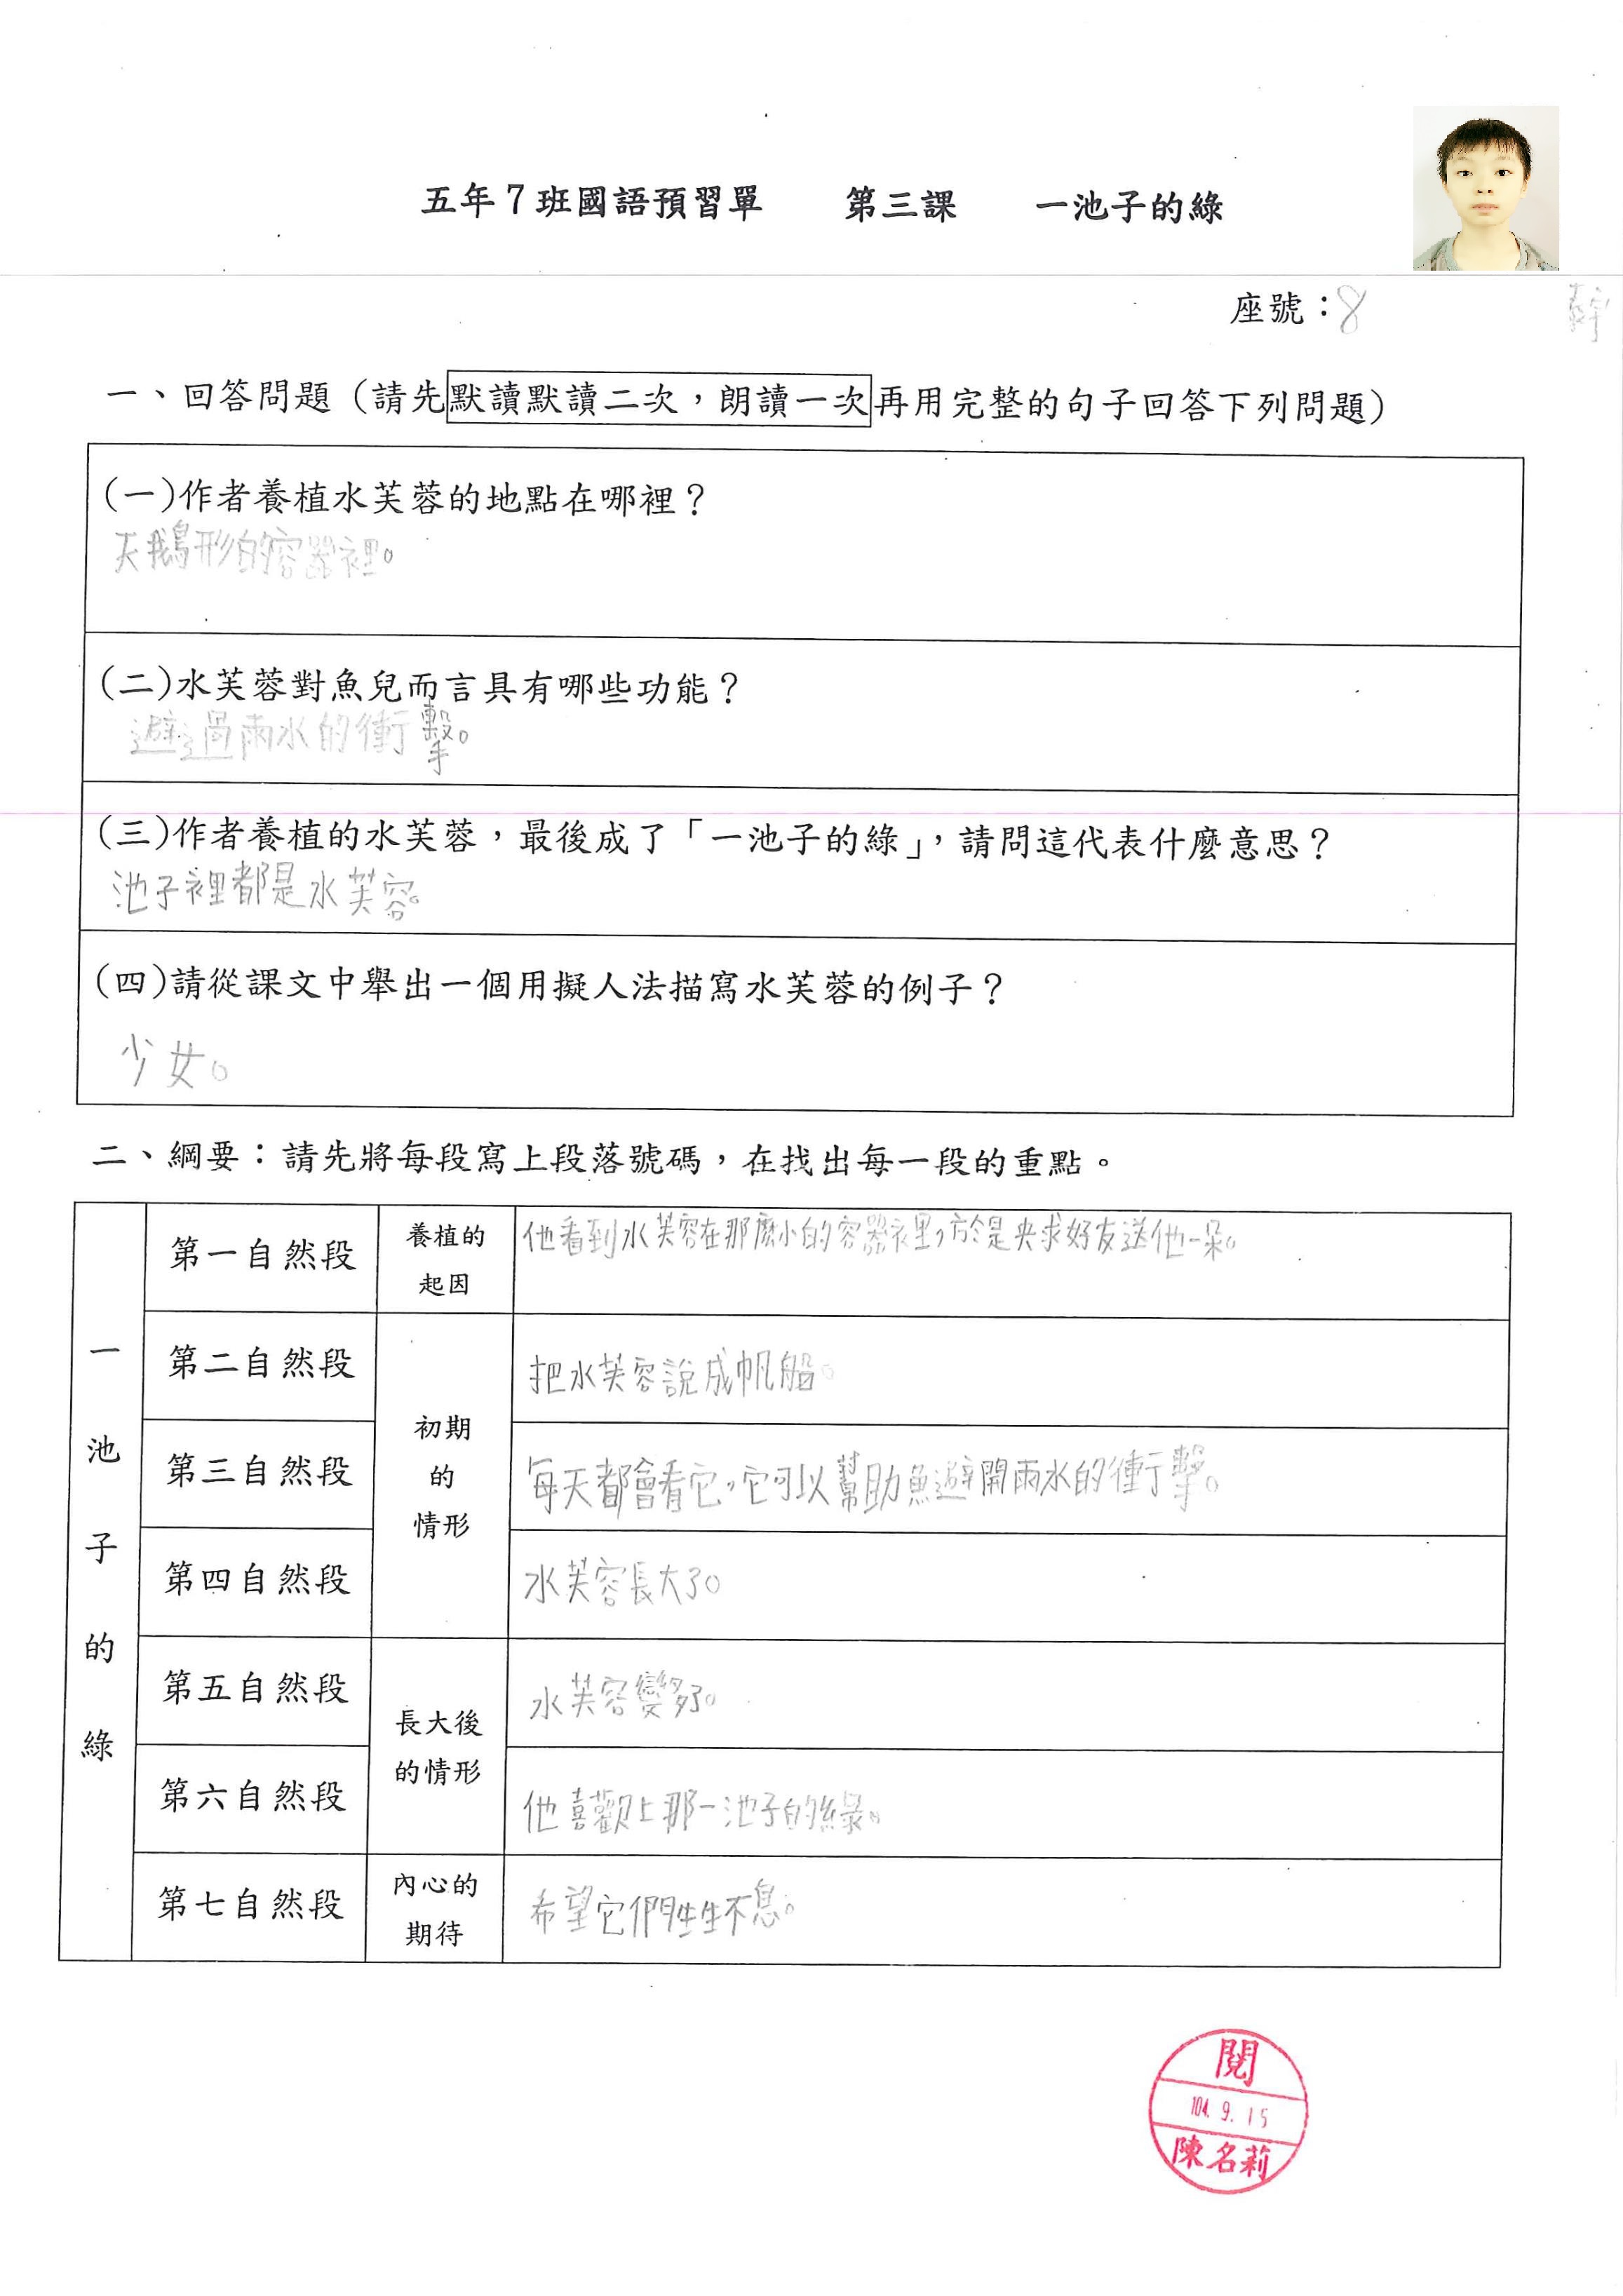 五年7班國語預習單 第三課 一池子的綠
座號：8
一、回答問題（請先默讀默讀二次，朗讀一次再用完整的句子回答下列問題）
(一)作者養植水芙蓉的地點在哪裡？
天鵝形的容器裡。
(二)水芙蓉對魚兒而言具有哪些功能？
避過雨水的衝擊。
(三)作者養植的水芙蓉，最後成了「一池子的綠」，請問這代表什麼意思？
池子裡都是水芙容。
(四)請從課文中舉出一個用擬人法描寫水芙蓉的例子？
少女。
二、綱要：請先將每段寫上段落號碼，在找出每一段的重點。
一池子的綠
第一自然段
養植的
起因
他看到水芙容在那麼小的容器裡，於是央求好友送他一朵。
第二自然段
初期
的
情形
把水芙容說成帆船。
第三自然段
每天都會看它，它可以幫助魚避開雨水的衝擊。
第四自然段
水芙容長大了。
第五自然段
長大後
的情形
水芙容變多了。
第六自然段
他喜歡上那一池子的綠。
第七自然段
內心的
期待
希望它們生生不息。
閱
104. 9. 15
陳名莉